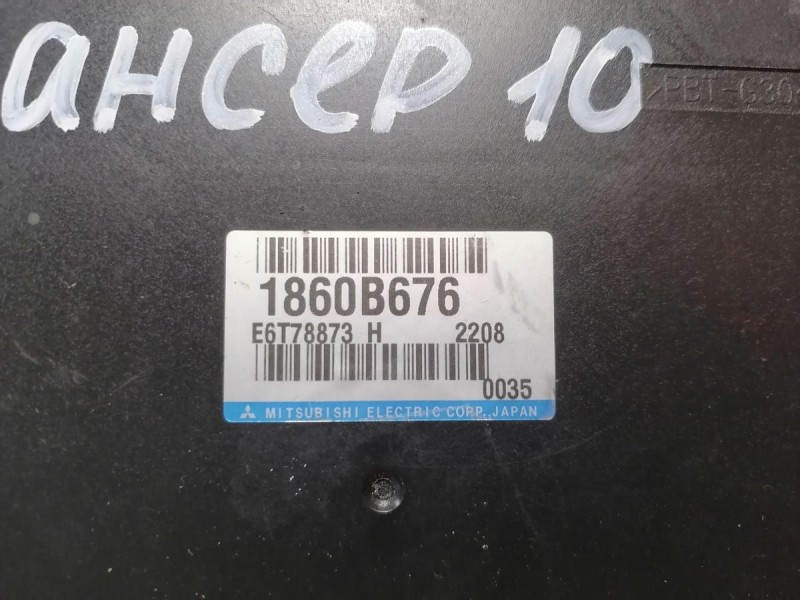 ансер 10
>PBT-G30
1860B676
E6T78873 H 2208
0035
MITSUBISHI ELECTRIC CORP., JAPAN